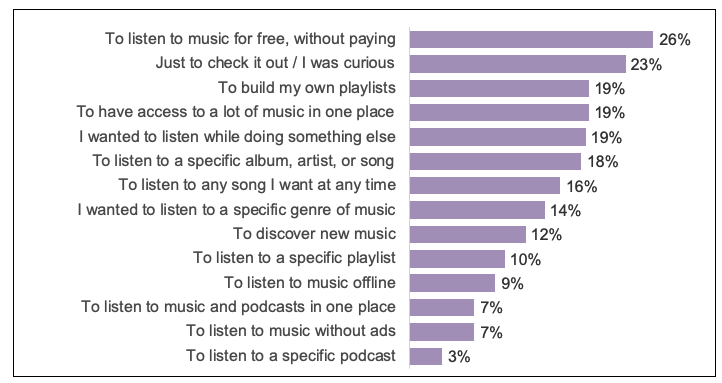 To listen to music for free, without paying 26%
Just to check it out / I was curious 23%
To build my own playlists 19%
To have access to a lot of music in one place 19%
I wanted to listen while doing something else 19%
To listen to a specific album, artist, or song 18%
To listen to any song I want at any time 16%
I wanted to listen to a specific genre of music 14%
To discover new music 12%
To listen to a specific playlist 10%
To listen to music offline 9%
To listen to music and podcasts in one place 7%
To listen to music without ads 7%
To listen to a specific podcast 3%